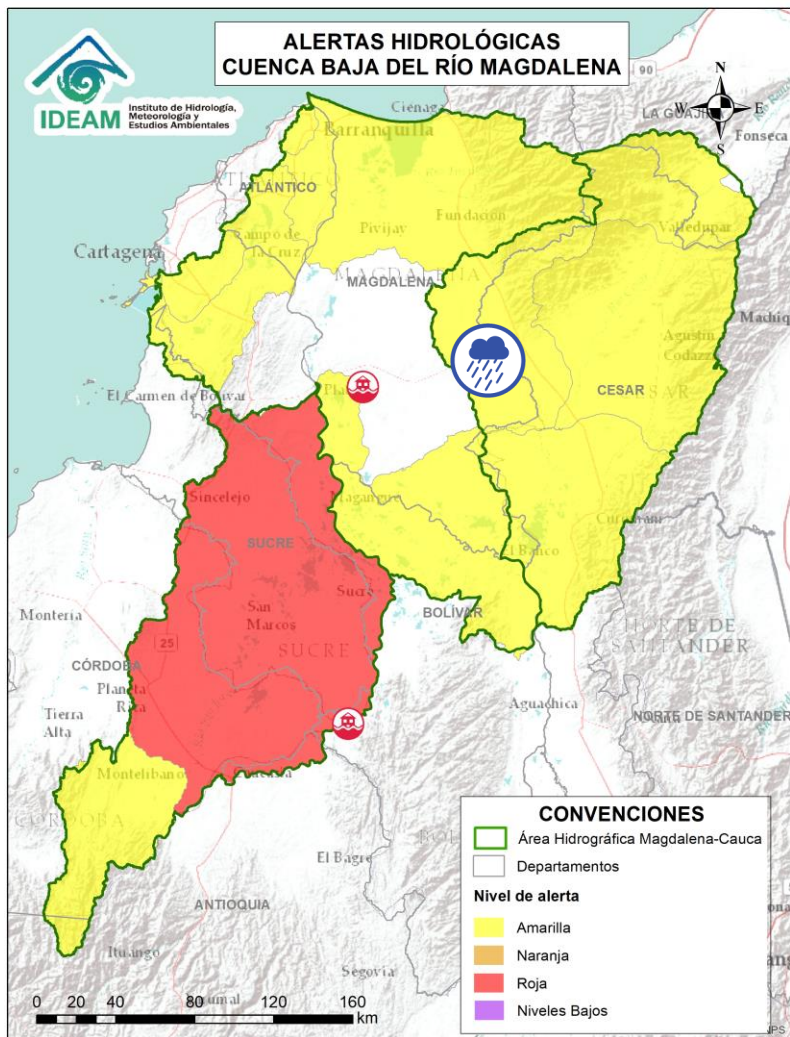 ALERTAS HIDROLÓGICAS
CUENCA BAJA DEL RÍO MAGDALENA
IDEAM
Instituto de Hidrología,
Meteorología y
Estudios Ambientales
N
W
E
S
90
LA GUAJIRA
Fonseca
Ciénaga
Barranquilla
ATLÁNTICO
Valledupar
Fundación
Pivijay
Campo de
la Cruz
Cartagena
MAGDALENA
MAGDALENA
Agustín
Codazzi
CESAR
El Carmen de Bolívar
Sincelejo
Magangué
SUCRE
Sucre
El Banco
San
Marcos
BOLÍVAR
Montería
SUCRE
NORTE DE
SANTANDER
25
CÓRDOBA
Planeta
Rica
Tierra
Alta
Aguachica
NORTE DE SANTANDER
Montelíbano
CÓRDOBA
El Bagre
ANTIOQUIA
Ituango
Segovia
0 20 40 80 120 160
km
CONVENCIONES
Área Hidrográfica Magdalena-Cauca
Departamentos
Nivel de alerta
Amarilla
Naranja
Roja
Niveles Bajos